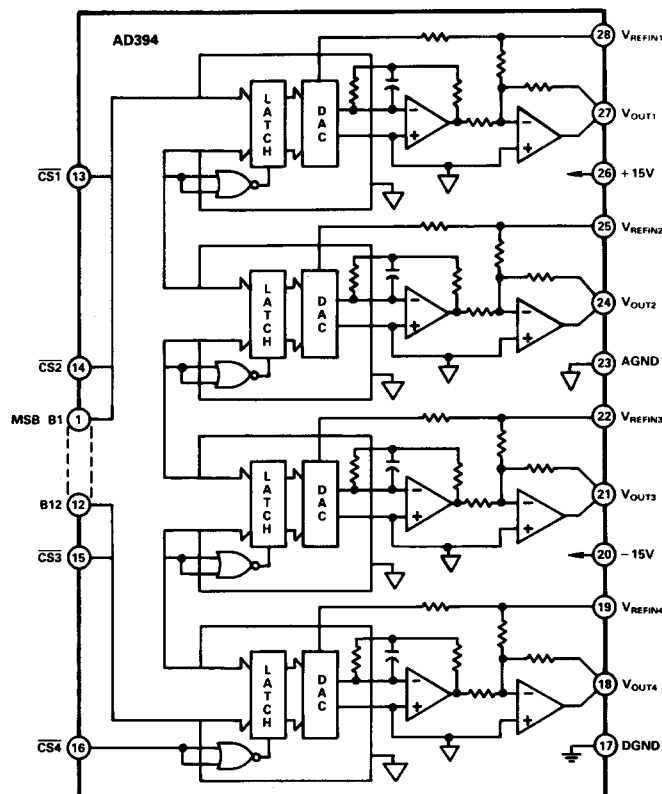 AD394
28 VREFIN1
LATCH
DAC
−
+
−
+
27 VOUT1
CS1 13
26 +15V
25 VREFIN2
LATCH
DAC
−
+
−
+
24 VOUT2
CS2 14
23 AGND
MSB B1 1
22 VREFIN3
LATCH
DAC
−
+
−
+
21 VOUT3
B12 12
CS3 15
20 −15V
19 VREFIN4
LATCH
DAC
−
+
−
+
18 VOUT4
CS4 16
17 DGND